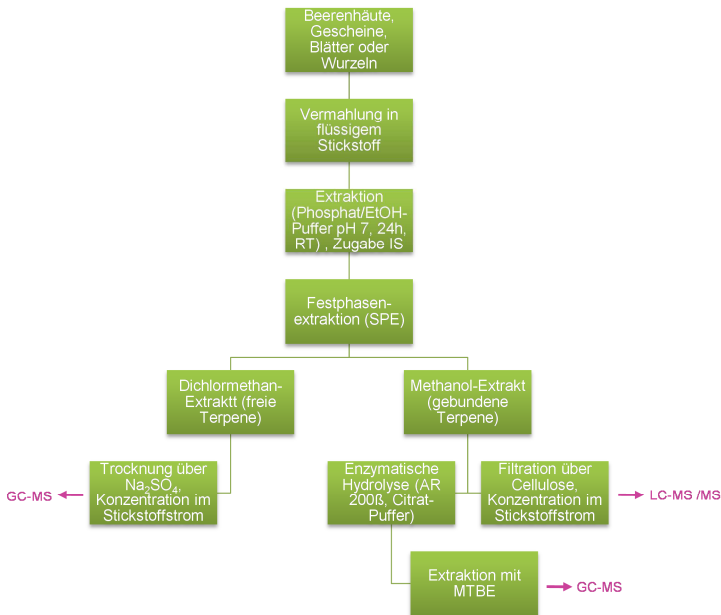 Beerenhäute,
Gescheine,
Blätter oder
Wurzeln
Vermahlung in
flüssigem
Stickstoff
Extraktion
(Phosphat/EtOH-
Puffer pH 7, 24h,
RT) , Zugabe IS
Festphasen-
extraktion (SPE)
Dichlormethan-
Extraktt (freie
Terpene)
Methanol-Extrakt
(gebundene
Terpene)
Trocknung über
Na₂SO₄,
Konzentration im
Stickstoffstrom
GC-MS
Enzymatische
Hydrolyse (AR
200ß, Citrat-
Puffer)
Filtration über
Cellulose,
Konzentration im
Stickstoffstrom
LC-MS /MS
Extraktion mit
MTBE
GC-MS